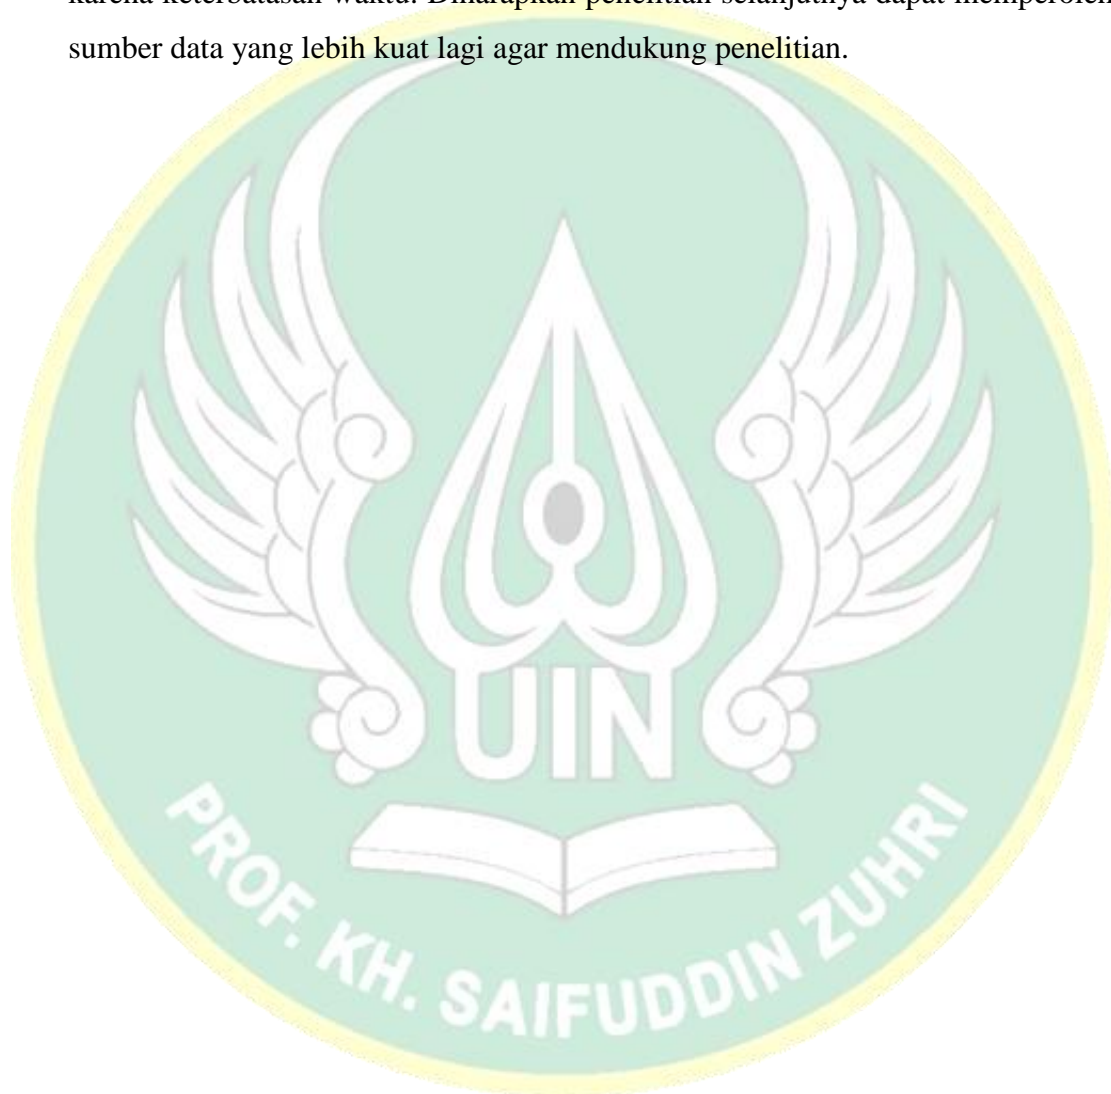 karena keterbatasan waktu. Diharapkan penelitian selanjutnya dapat memperoleh
sumber data yang lebih kuat lagi agar mendukung penelitian.
UIN
PROF. KH. SAIFUDDIN ZUHRI